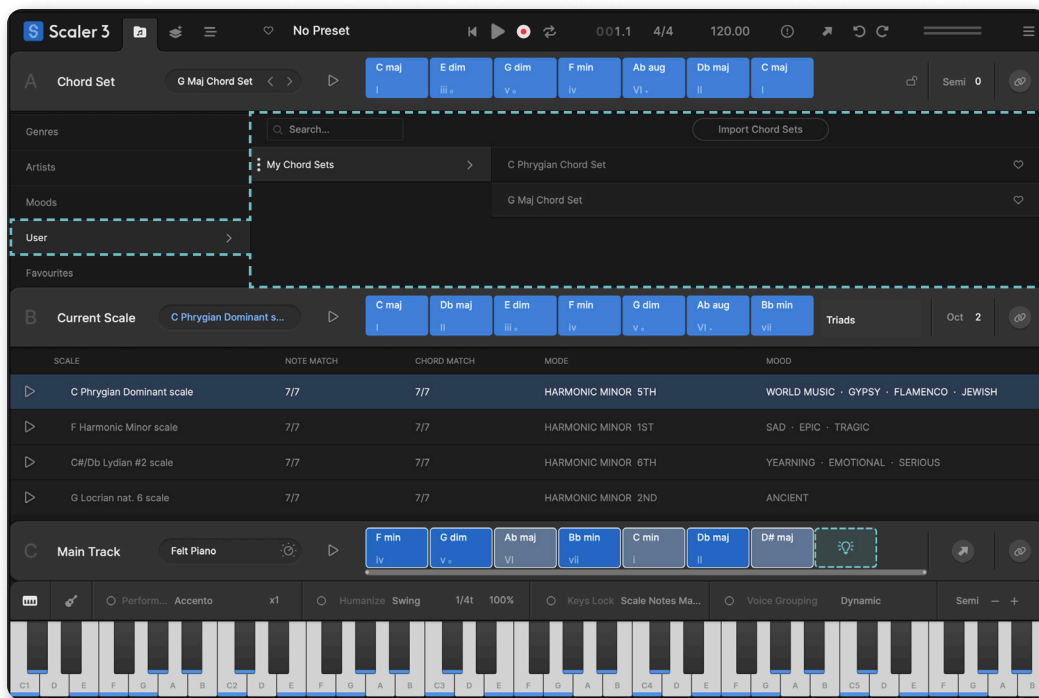 S Scaler 3 No Preset 001.1 4/4 120.00
A Chord Set G Maj Chord Set C maj E dim G dim F min Ab aug Db maj C maj Semi 0
I iii o v o iv VI + II I
Genres Search... Import Chord Sets
Artists My Chord Sets C Phrygian Chord Set
Moods G Maj Chord Set
User
Favourites
B Current Scale C Phrygian Dominant s... C maj Db maj E dim F min G dim Ab aug Bb min Triads Oct 2
I II iii o iv v o VI + vii
SCALE NOTE MATCH CHORD MATCH MODE MOOD
C Phrygian Dominant scale 7/7 7/7 HARMONIC MINOR 5TH WORLD MUSIC · GYPSY · FLAMENCO · JEWISH
F Harmonic Minor scale 7/7 7/7 HARMONIC MINOR 1ST SAD · EPIC · TRAGIC
C#/Db Lydian #2 scale 7/7 7/7 HARMONIC MINOR 6TH YEARNING · EMOTIONAL · SERIOUS
G Locrian nat. 6 scale 7/7 7/7 HARMONIC MINOR 2ND ANCIENT
C Main Track Felt Piano F min G dim Ab maj Bb min C min Db maj D# maj
iv v o VI vii i II
Perform... Accento x1 Humanize Swing 1/4t 100% Keys Lock Scale Notes Ma... Voice Grouping Dynamic Semi — +
C1 D E F G A B C2 D E F G A B C3 D E F G A B C4 D E F G A B C5 D E F G A B